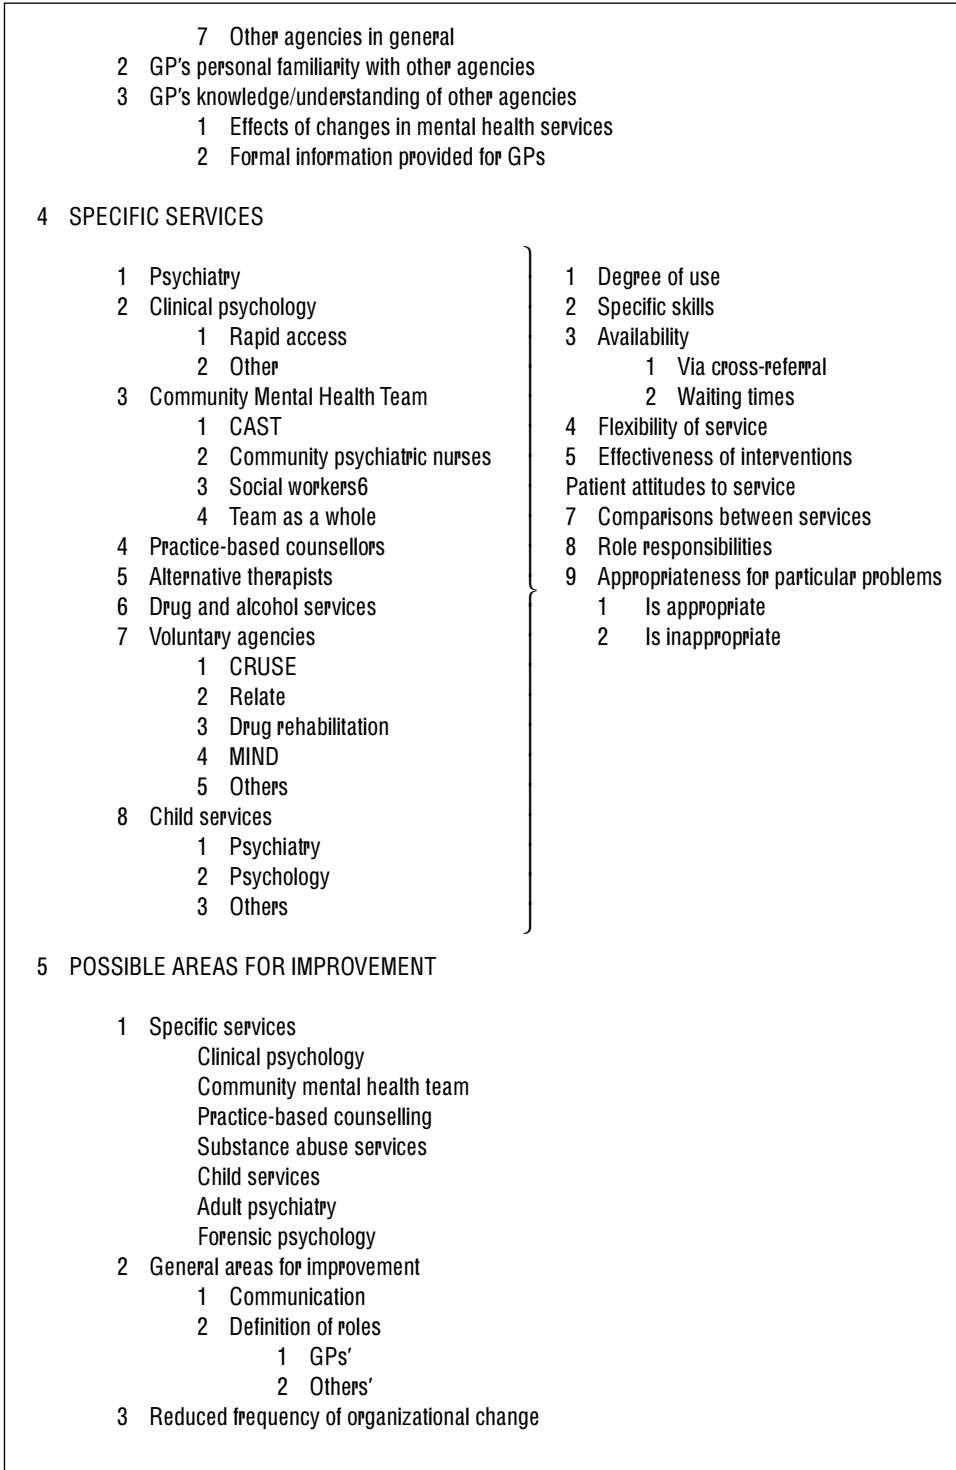 7 Other agencies in general
2 GP's personal familiarity with other agencies
3 GP's knowledge/understanding of other agencies
1 Effects of changes in mental health services
2 Formal information provided for GPs
4 SPECIFIC SERVICES
1 Psychiatry
2 Clinical psychology
1 Rapid access
2 Other
3 Community Mental Health Team
1 CAST
2 Community psychiatric nurses
3 Social workers6
4 Team as a whole
4 Practice-based counsellors
5 Alternative therapists
6 Drug and alcohol services
7 Voluntary agencies
1 CRUSE
2 Relate
3 Drug rehabilitation
4 MIND
5 Others
8 Child services
1 Psychiatry
2 Psychology
3 Others
1 Degree of use
2 Specific skills
3 Availability
1 Via cross-referral
2 Waiting times
4 Flexibility of service
5 Effectiveness of interventions
Patient attitudes to service
7 Comparisons between services
8 Role responsibilities
9 Appropriateness for particular problems
1 Is appropriate
2 Is inappropriate
5 POSSIBLE AREAS FOR IMPROVEMENT
1 Specific services
Clinical psychology
Community mental health team
Practice-based counselling
Substance abuse services
Child services
Adult psychiatry
Forensic psychology
2 General areas for improvement
1 Communication
2 Definition of roles
1 GPs'
2 Others'
3 Reduced frequency of organizational change